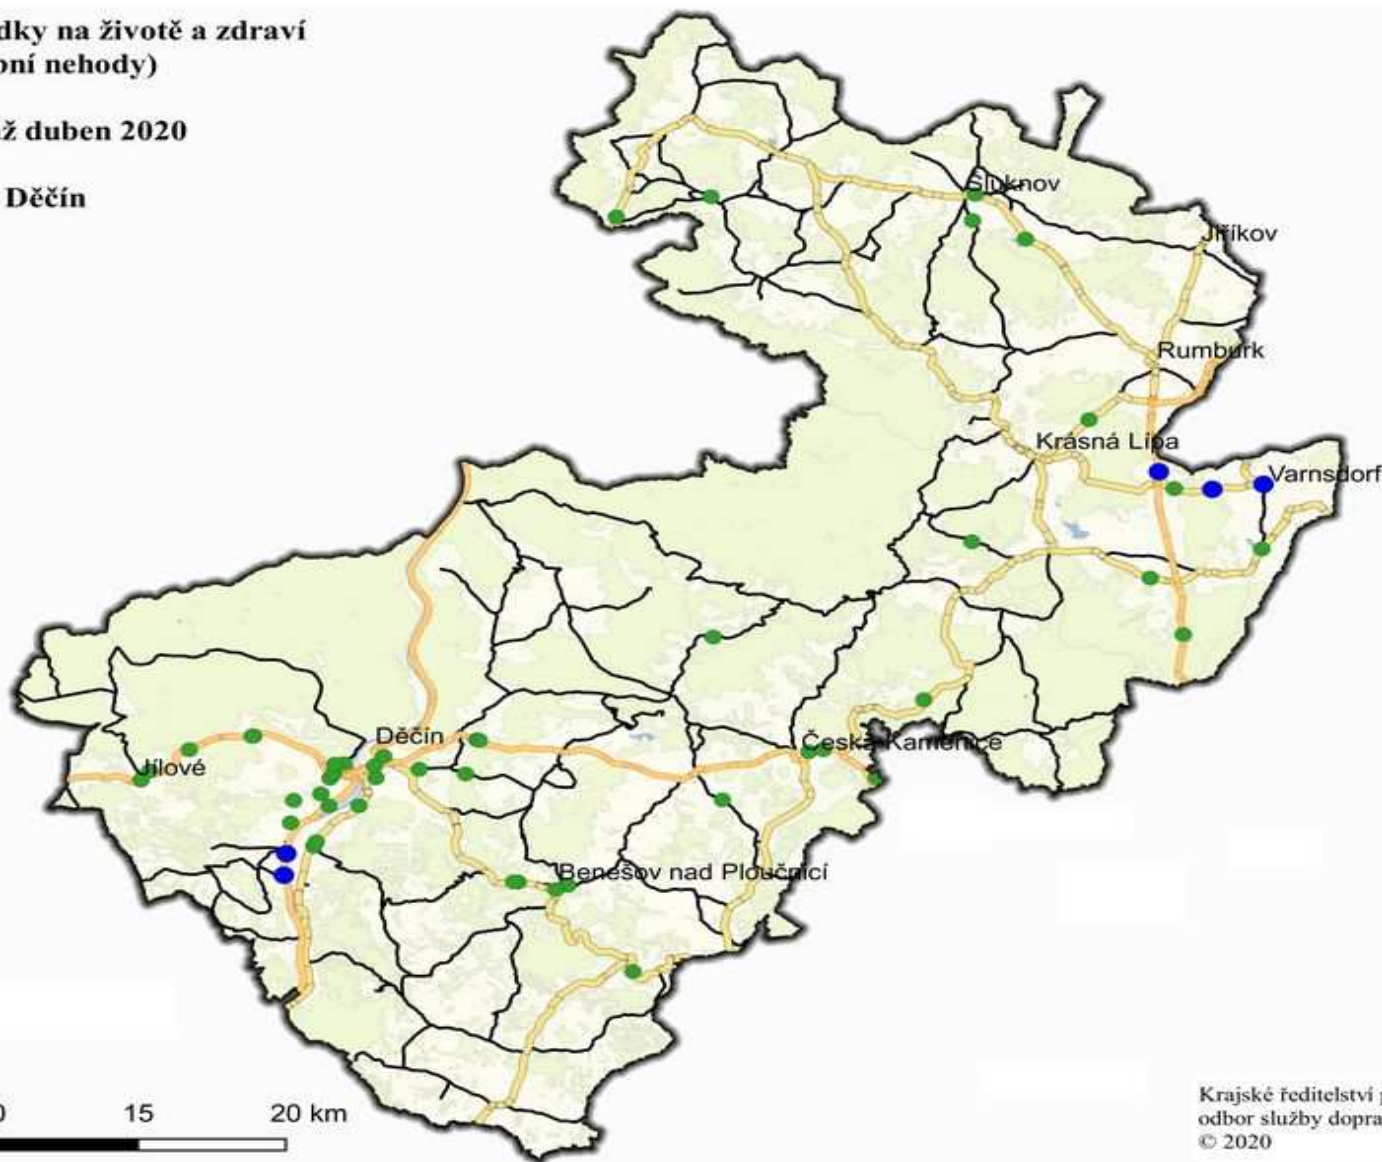 dky na životě a zdraví
oní nehody)
ž duben 2020
Děčín
Šluknov
Jiříkov
Rumburk
Krásná Lípa
Varnsdorf
Děčín
Česká Kamenice
Jílové
Benešov nad Ploučnicí
0 15 20 km
Krajské ředitelství p
odbor služby dopra
© 2020